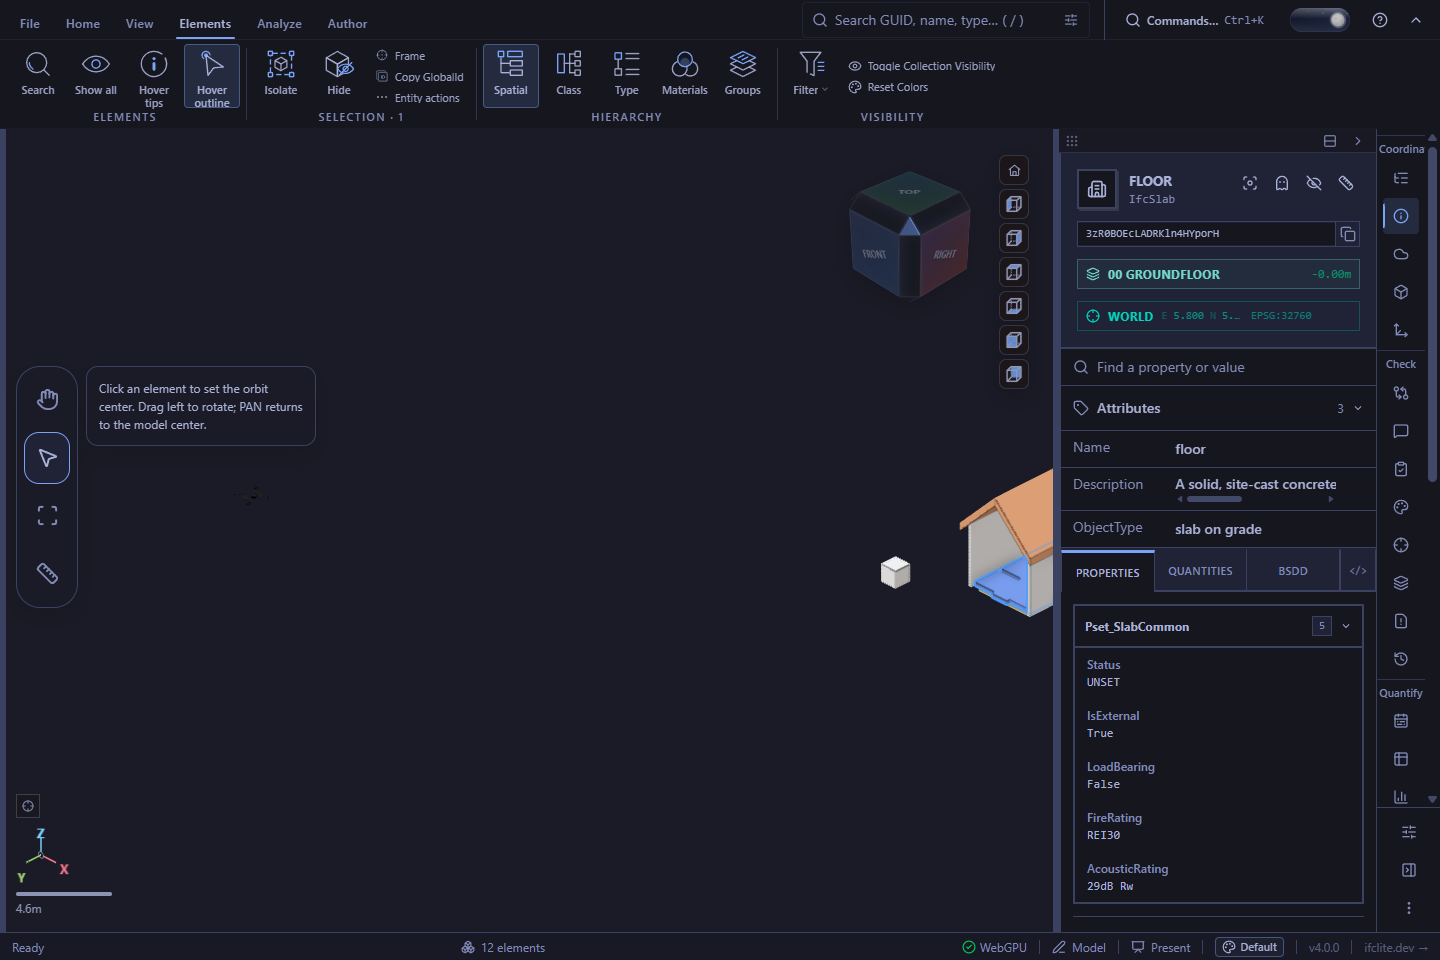 File Home View Elements Analyze Author
Search GUID, name, type... ( / )
Commands... Ctrl+K
Search
Show all
Hover tips
Hover outline
ELEMENTS
Isolate
Hide
Frame
Copy GlobalId
Entity actions
SELECTION · 1
Spatial
Class
Type
Materials
Groups
HIERARCHY
Filter
Toggle Collection Visibility
Reset Colors
VISIBILITY
TOP
FRONT
RIGHT
Click an element to set the orbit
center. Drag left to rotate; PAN returns
to the model center.
Z
X
Y
4.6m
FLOOR
IfcSlab
3zR0BOEcLADRKln4HYporH
00 GROUNDFLOOR -0.00m
WORLD E 5.800 N 5.… EPSG:32760
Find a property or value
Attributes 3
Name floor
Description A solid, site-cast concrete
ObjectType slab on grade
PROPERTIES QUANTITIES BSDD </>
Pset_SlabCommon 5
Status
UNSET
IsExternal
True
LoadBearing
False
FireRating
REI30
AcousticRating
29dB Rw
Coordina
Check
Quantify
Ready
12 elements
WebGPU
Model
Present
Default
v4.0.0
ifclite.dev →